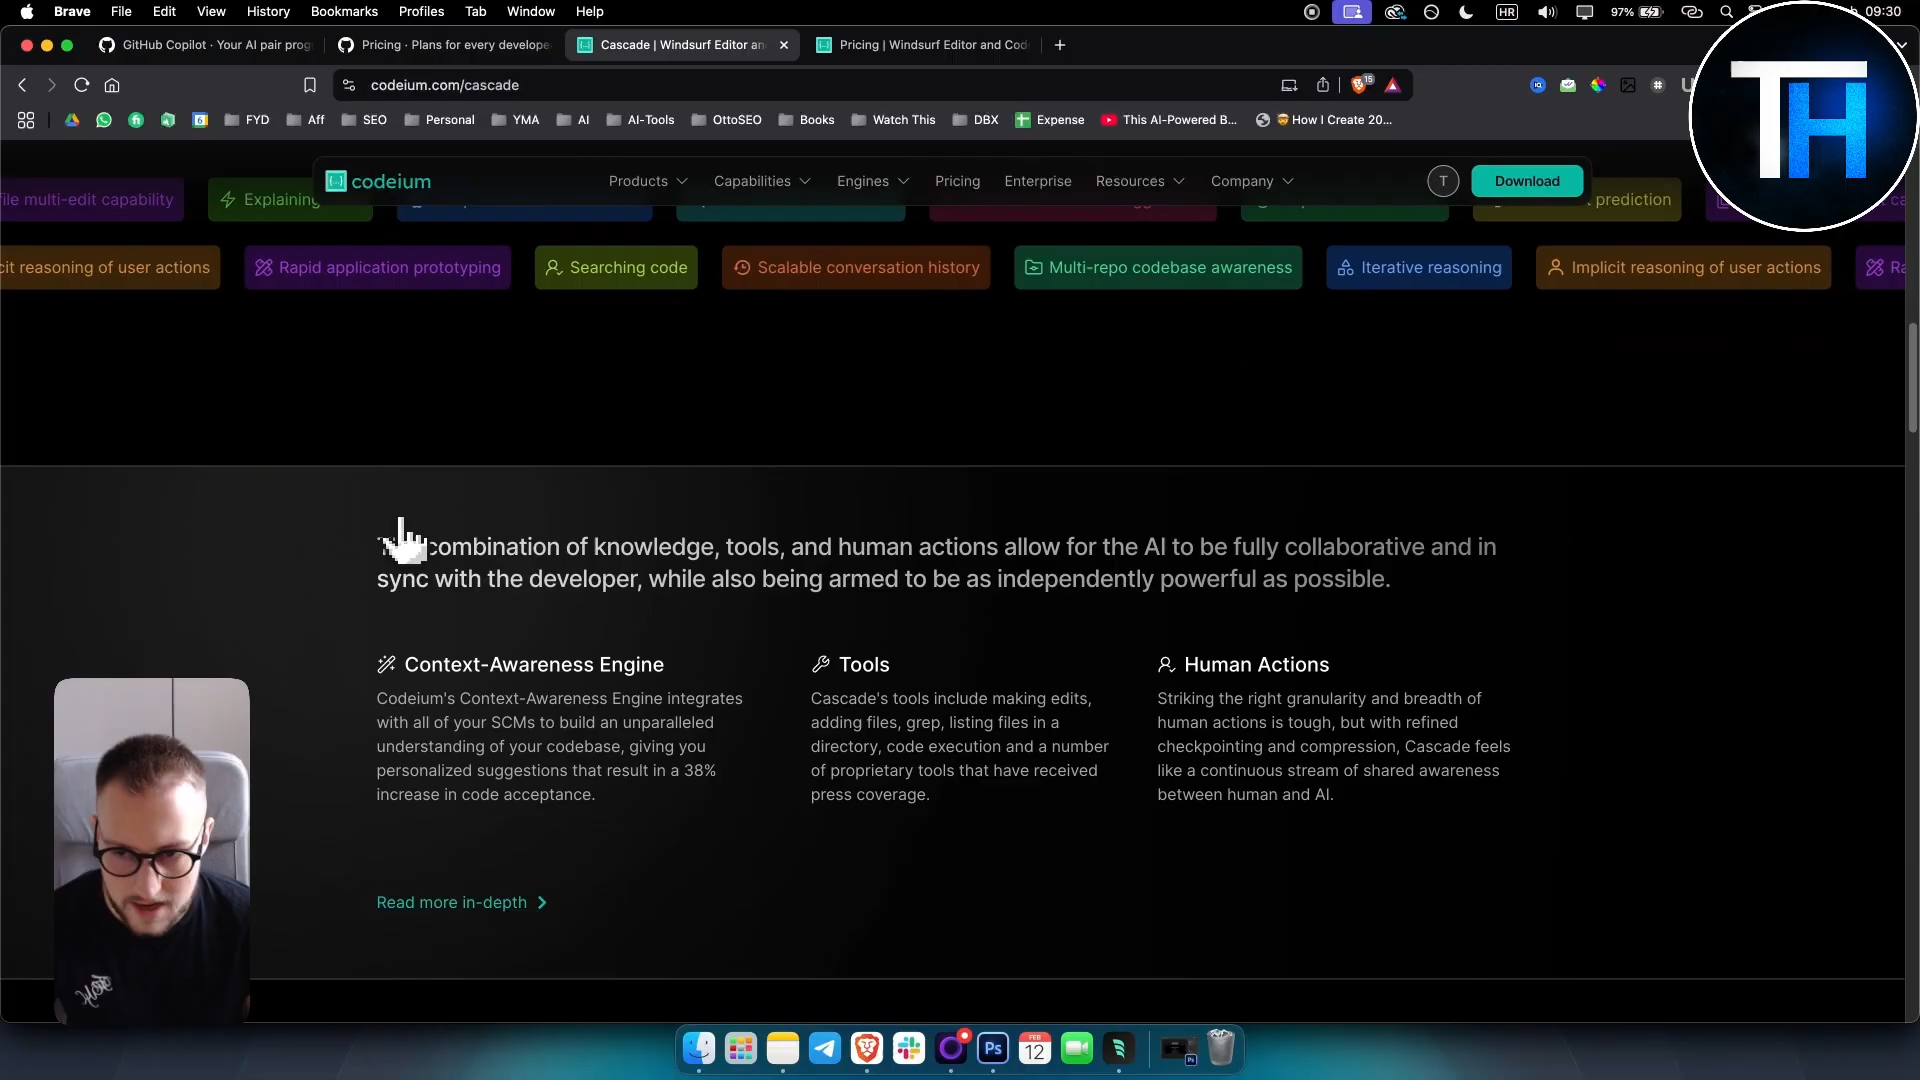 Brave File Edit View History Bookmarks Profiles Tab Window Help HR 97% 09:30
GitHub Copilot · Your AI pair prog Pricing · Plans for every develope Cascade | Windsurf Editor an Pricing | Windsurf Editor and Cod
codeium.com/cascade 15
6 FYD Aff SEO Personal YMA AI AI-Tools OttoSEO Books Watch This DBX Expense This AI-Powered B... How I Create 20...
TH
codeium Products Capabilities Engines Pricing Enterprise Resources Company T Download
file multi-edit capability Explaining prediction
cit reasoning of user actions Rapid application prototyping Searching code Scalable conversation history Multi-repo codebase awareness Iterative reasoning Implicit reasoning of user actions Ra
combination of knowledge, tools, and human actions allow for the AI to be fully collaborative and in
sync with the developer, while also being armed to be as independently powerful as possible.
Context-Awareness Engine
Codeium's Context-Awareness Engine integrates
with all of your SCMs to build an unparalleled
understanding of your codebase, giving you
personalized suggestions that result in a 38%
increase in code acceptance.
Tools
Cascade's tools include making edits,
adding files, grep, listing files in a
directory, code execution and a number
of proprietary tools that have received
press coverage.
Human Actions
Striking the right granularity and breadth of
human actions is tough, but with refined
checkpointing and compression, Cascade feels
like a continuous stream of shared awareness
between human and AI.
Read more in-depth
Ps FEB 12